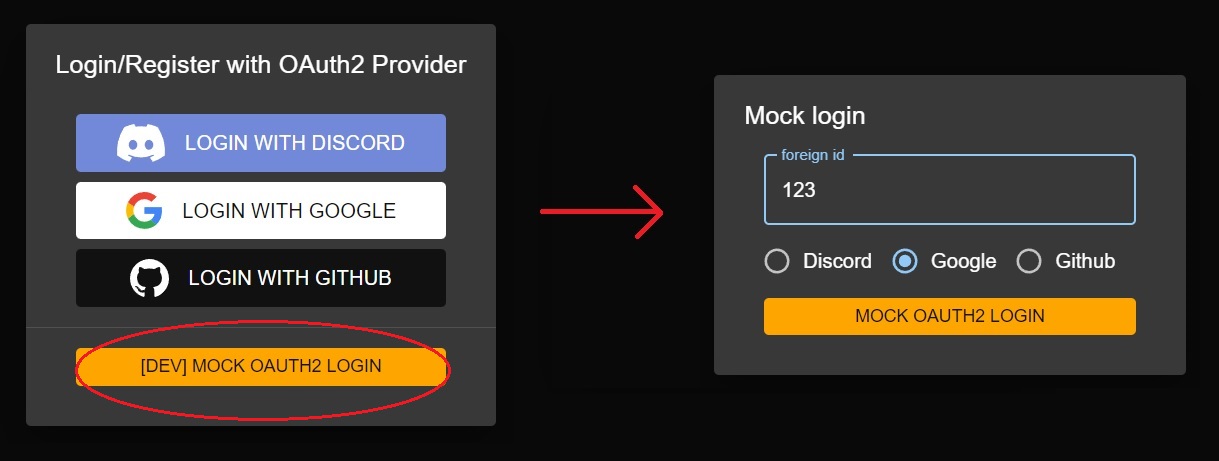 Login/Register with OAuth2 Provider
LOGIN WITH DISCORD
LOGIN WITH GOOGLE
LOGIN WITH GITHUB
[DEV] MOCK OAUTH2 LOGIN
Mock login
foreign id
123
Discord Google Github
MOCK OAUTH2 LOGIN